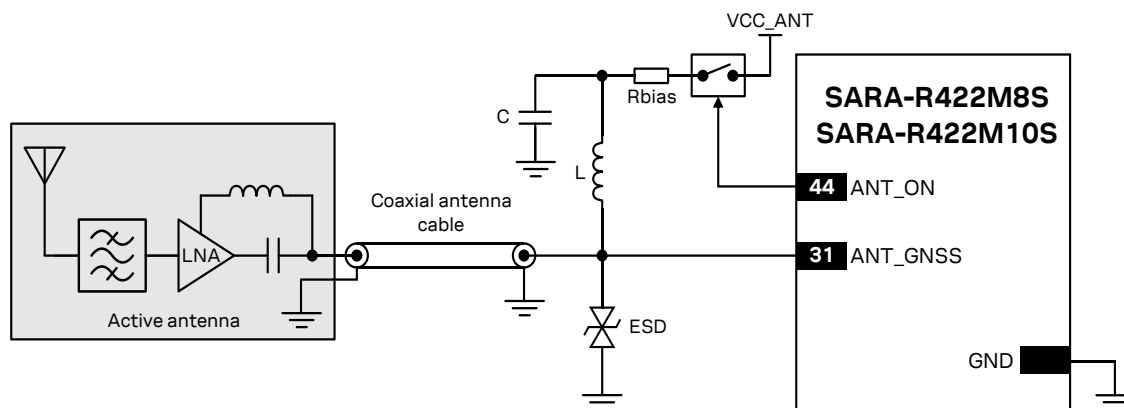 VCC_ANT
Rbias
C
L
SARA-R422M8S
SARA-R422M10S
44 ANT_ON
31 ANT_GNSS
GND
Coaxial antenna
cable
LNA
Active antenna
ESD